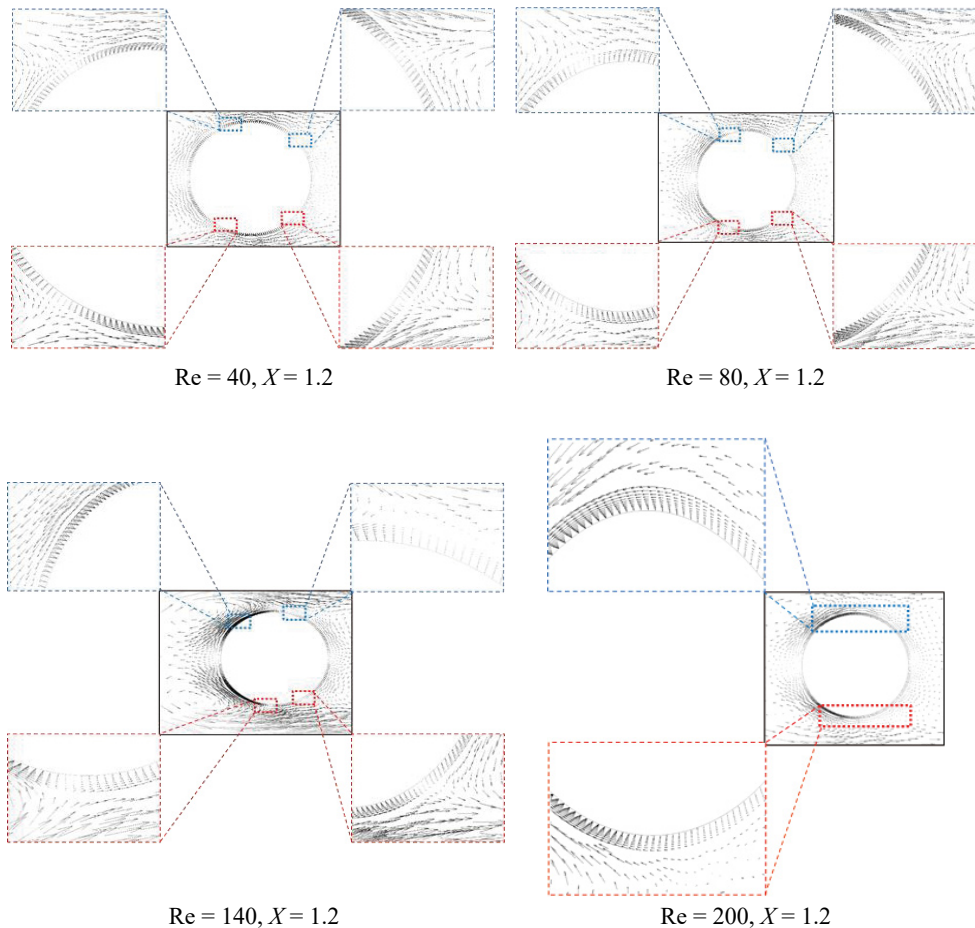 Re = 40, X = 1.2
Re = 80, X = 1.2
Re = 140, X = 1.2
Re = 200, X = 1.2